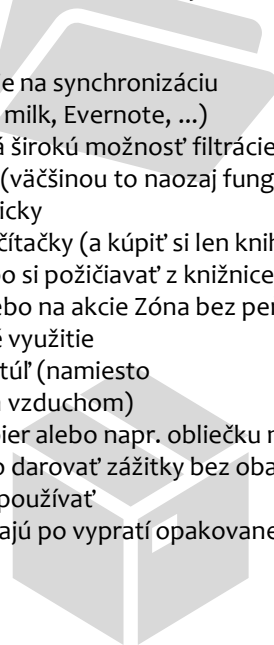 e na synchronizáciu
milk, Evernote, ...)
širokú možnosť filtrácie
(väčšinou to naozaj fung
icky
čítačky (a kúpiť si len knih
o si požičiavať z knižnice
ebo na akcie Zóna bez per
é využitie
túľ (namiesto
vzduchom)
pier alebo napr. obliečku n
o darovať zážitky bez oba
používať
ajú po vypratí opakovane